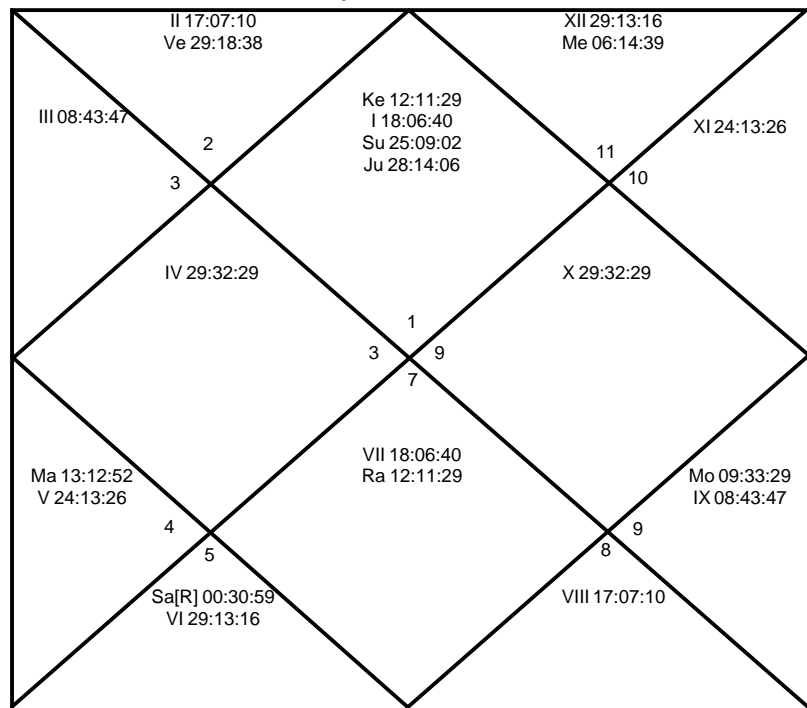 II 17:07:10
Ve 29:18:38
XII 29:13:16
Me 06:14:39
III 08:43:47
Ke 12:11:29
I 18:06:40
Su 25:09:02
Ju 28:14:06
XI 24:13:26
2
3
11
10
IV 29:32:29
X 29:32:29
1
3
9
7
Ma 13:12:52
V 24:13:26
VII 18:06:40
Ra 12:11:29
Mo 09:33:29
IX 08:43:47
4
5
9
8
Sa[R] 00:30:59
VI 29:13:16
VIII 17:07:10